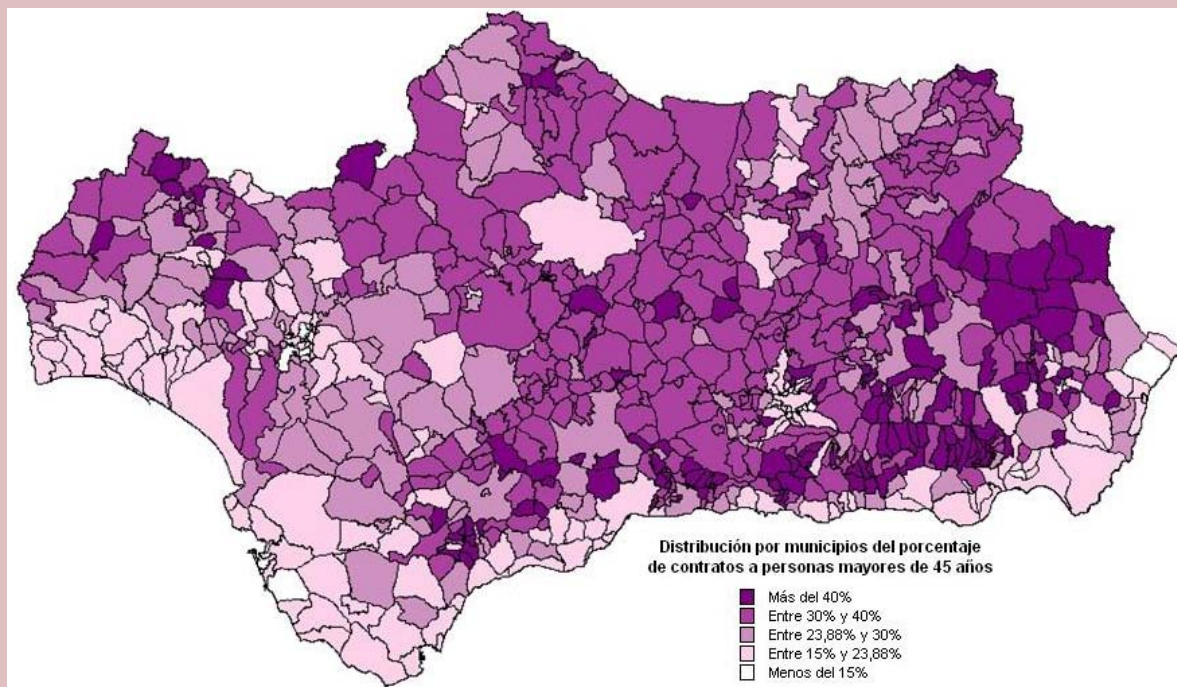 Distribución por municipios del porcentaje
de contratos a personas mayores de 45 años
Más del 40%
Entre 30% y 40%
Entre 23,88% y 30%
Entre 15% y 23,88%
Menos del 15%